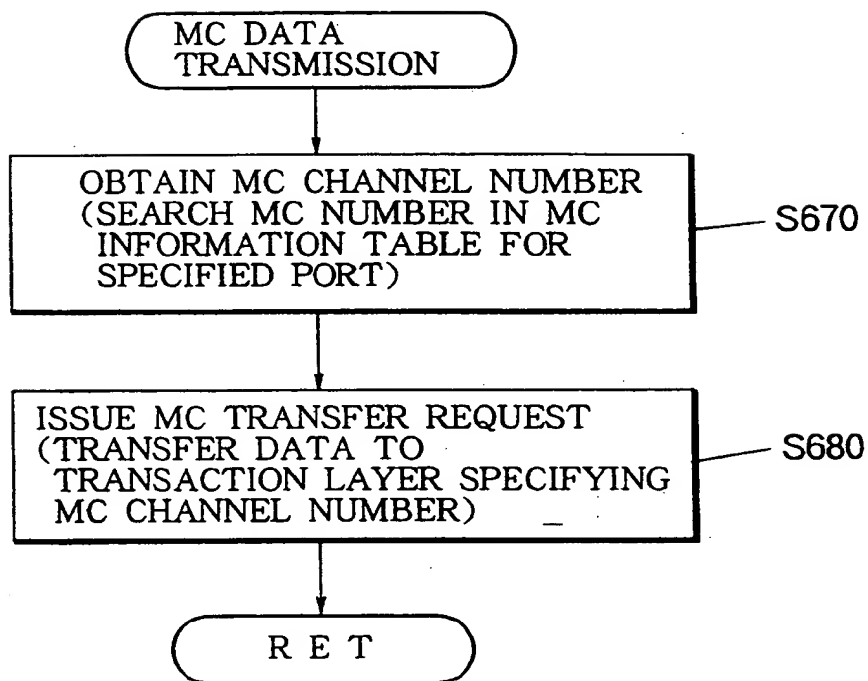 MC DATA
TRANSMISSION
OBTAIN MC CHANNEL NUMBER
(SEARCH MC NUMBER IN MC
INFORMATION TABLE FOR
SPECIFIED PORT)
S670
ISSUE MC TRANSFER REQUEST
(TRANSFER DATA TO
TRANSACTION LAYER SPECIFYING
MC CHANNEL NUMBER)
S680
R E T